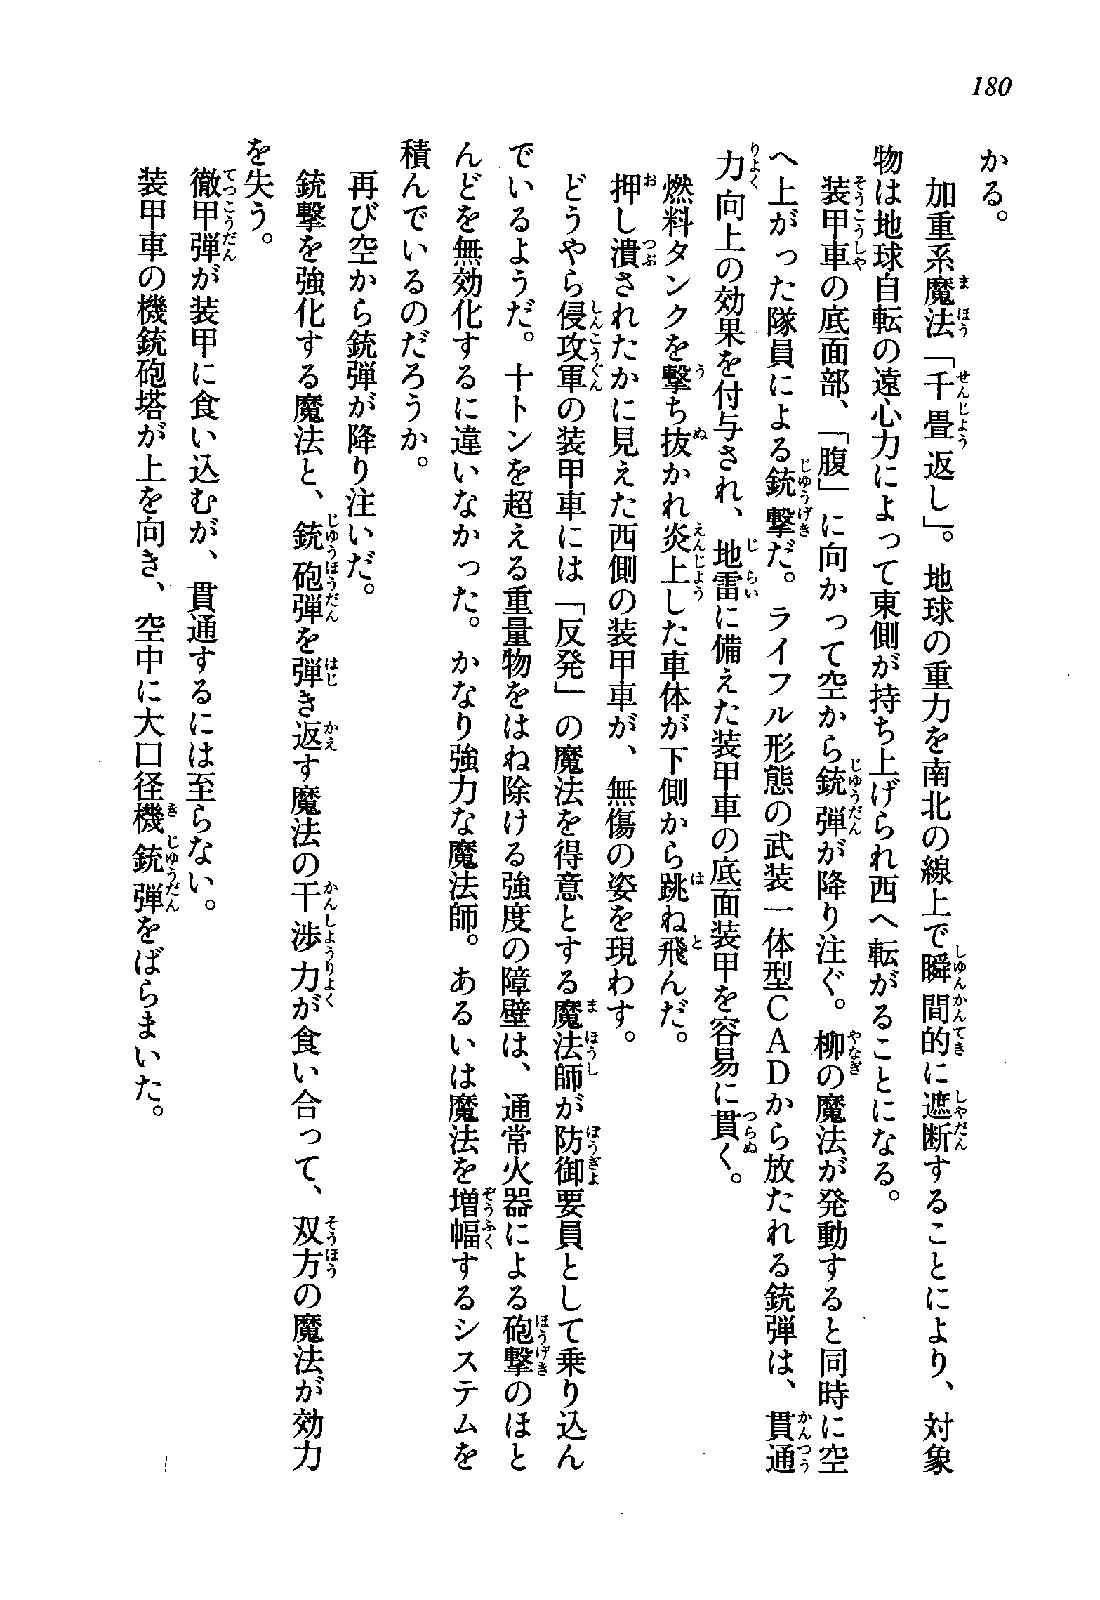 180
かる。
加重系魔法「千畳返し」。地球の重力を南北の線上で瞬間的に遮断することにより、対象
物は地球自転の遠心力によって東側が持ち上げられ西へ転がることになる。
装甲車の底面部、「腹」に向かって空から銃弾が降り注ぐ。柳の魔法が発動すると同時に空
へ上がった隊員による銃撃だ。ライフル形態の武装一体型CADから放たれる銃弾は、貫通
力向上の効果を付与され、地雷に備えた装甲車の底面装甲を容易に貫く。
燃料タンクを撃ち抜かれ炎上した車体が下側から跳ね飛んだ。
押し潰されたかに見えた西側の装甲車が、無傷の姿を現わす。
どうやら侵攻軍の装甲車には「反発」の魔法を得意とする魔法師が防御要員として乗り込ん
でいるようだ。十トンを超える重量物をはね除ける強度の障壁は、通常火器による砲撃のほと
んどを無効化するに違いなかった。かなり強力な魔法師。あるいは魔法を増幅するシステムを
積んでいるのだろうか。
再び空から銃弾が降り注いだ。
銃撃を強化する魔法と、銃砲弾を弾き返す魔法の干渉力が食い合って、双方の魔法が効力
を失う。
徹甲弾が装甲に食い込むが、貫通するには至らない。
装甲車の機銃砲塔が上を向き、空中に大口径機銃弾をばらまいた。